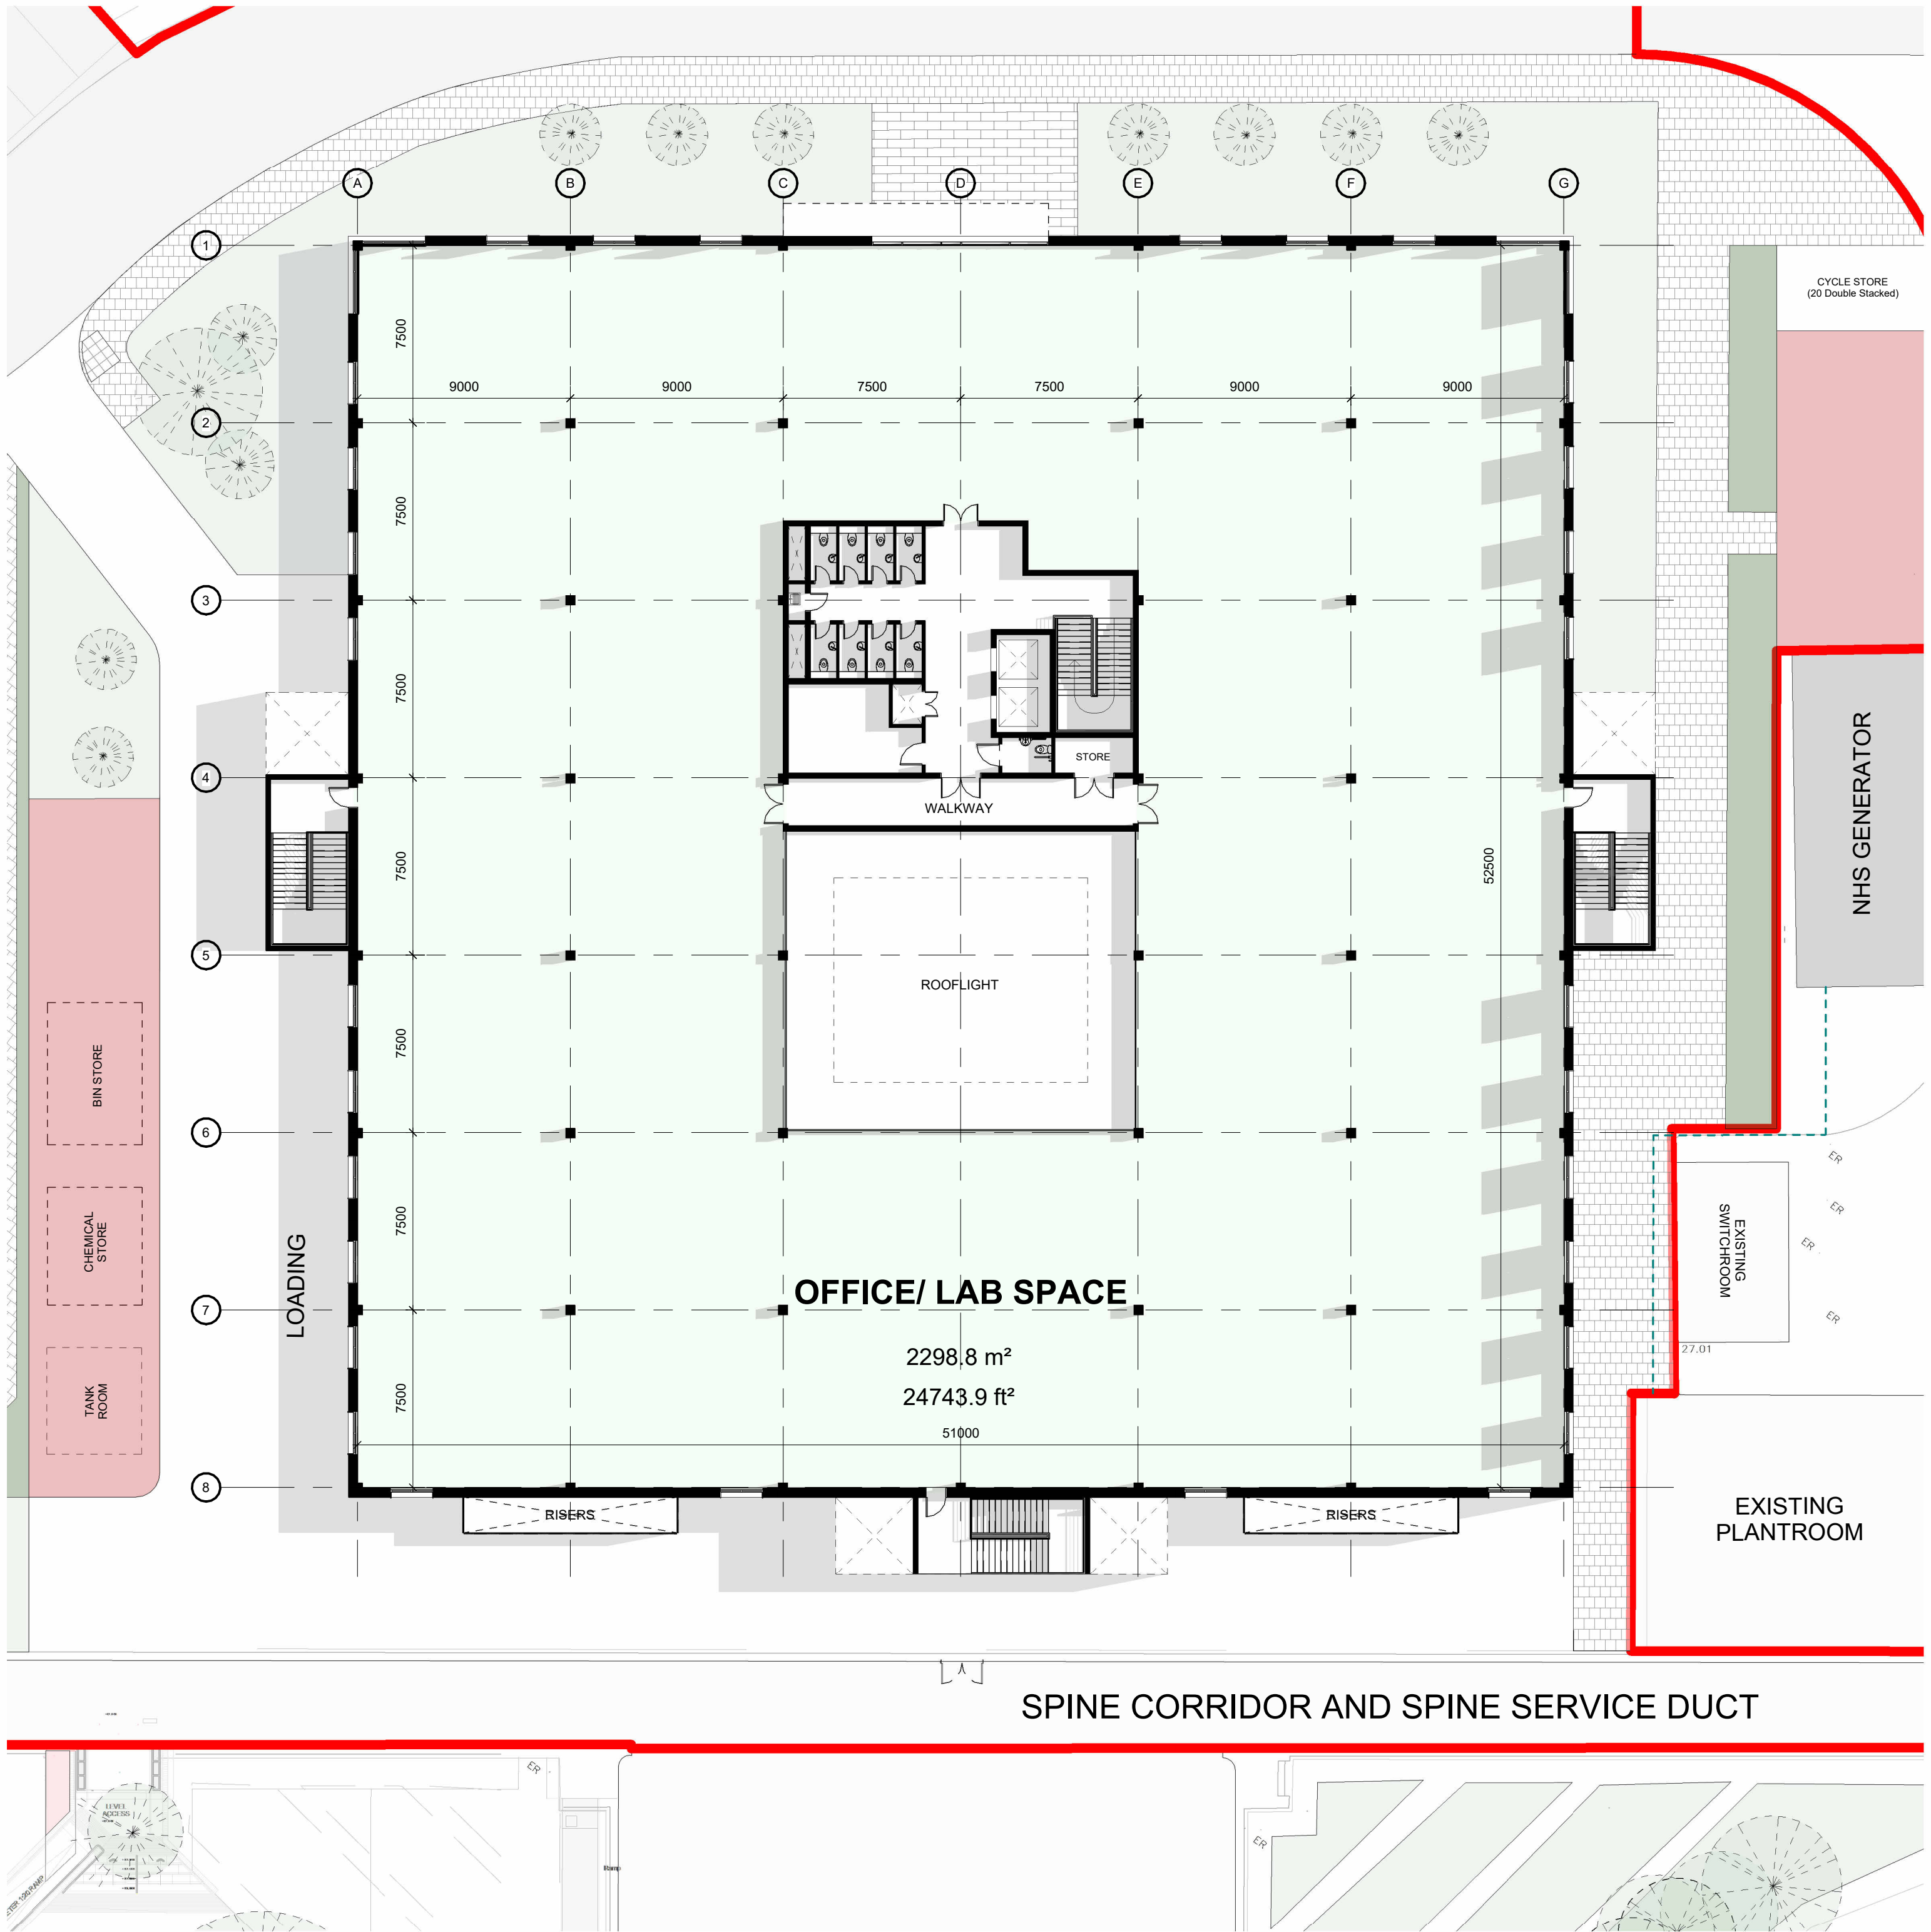 A
B
C
D
E
F
G
1
CYCLE STORE
(20 Double Stacked)
7500
9000
9000
7500
7500
9000
9000
2
7500
3
7500
NHS GENERATOR
STORE
4
WALKWAY
7500
52500
5
ROOFLIGHT
7500
BIN STORE
6
ER
7500
CHEMICAL
STORE
LOADING
EXISTING
SWITCHROOM
ER
ER
ER
OFFICE/ LAB SPACE
7
27.01
2298.8 m²
24743.9 ft²
7500
TANK
ROOM
51000
8
RISERS
RISERS
EXISTING
PLANTROOM
SPINE CORRIDOR AND SPINE SERVICE DUCT
ER
LEVEL
ACCESS
ER
Ramp